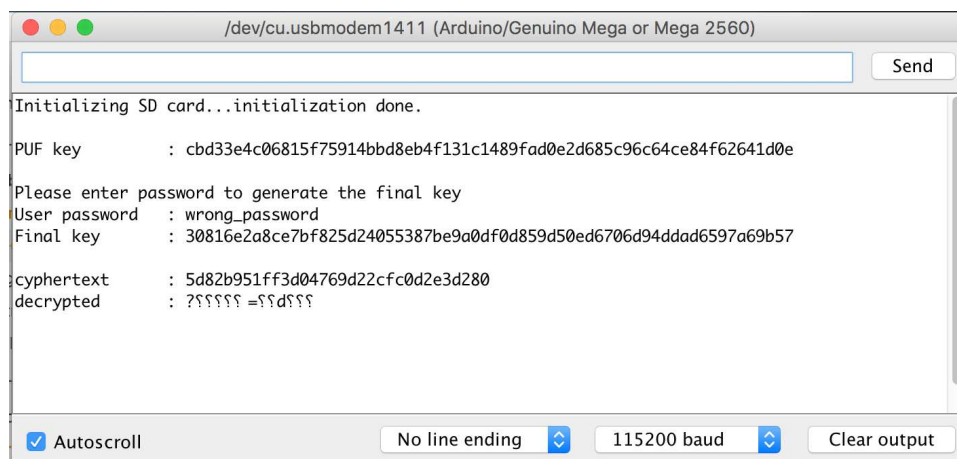 /dev/cu.usbmodem1411 (Arduino/Genuino Mega or Mega 2560)
Send
Initializing SD card...initialization done.
PUF key : cbd33e4c06815f75914bbd8eb4f131c1489fad0e2d685c96c64ce84f62641d0e
Please enter password to generate the final key
User password : wrong_password
Final key : 30816e2a8ce7bf825d24055387be9a0df0d859d50ed6706d94ddad6597a69b57
cyphertext : 5d82b951ff3d04769d22cfc0d2e3d280
decrypted : ?⸮⸮⸮⸮⸮ =⸮⸮d⸮⸮⸮
Autoscroll
No line ending
115200 baud
Clear output